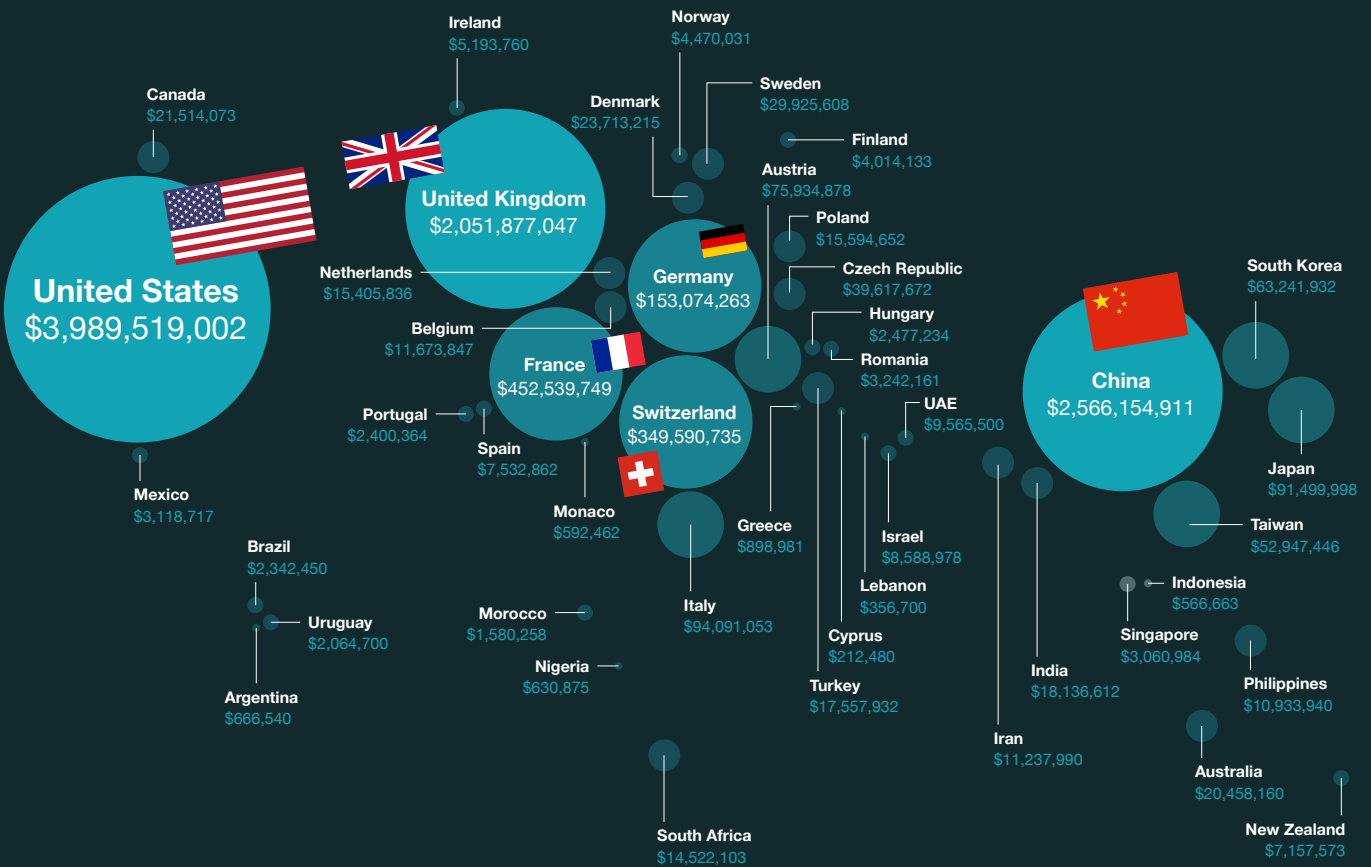 Norway
$4,470,031
Ireland
$5,193,760
Sweden
$29,925,608
Canada
$21,514,073
Denmark
$23,713,215
Finland
$4,014,133
Austria
$75,934,878
United Kingdom
$2,051,877,047
Poland
$15,594,652
Netherlands
$15,405,836
Germany
$153,074,263
Czech Republic
$39,617,672
South Korea
$63,241,932
United States
$3,989,519,002
Hungary
$2,477,234
Belgium
$11,673,847
Romania
$3,242,161
France
$452,539,749
China
$2,566,154,911
Switzerland
$349,590,735
UAE
$9,565,500
Portugal
$2,400,364
Spain
$7,532,862
Japan
$91,499,998
Mexico
$3,118,717
Monaco
$592,462
Greece
$898,981
Taiwan
$52,947,446
Israel
$8,588,978
Brazil
$2,342,450
Lebanon
$356,700
Indonesia
$566,663
Italy
$94,091,053
Morocco
$1,580,258
Uruguay
$2,064,700
Cyprus
$212,480
Singapore
$3,060,984
Nigeria
$630,875
India
$18,136,612
Turkey
$17,557,932
Philippines
$10,933,940
Argentina
$666,540
Iran
$11,237,990
Australia
$20,458,160
South Africa
$14,522,103
New Zealand
$7,157,573